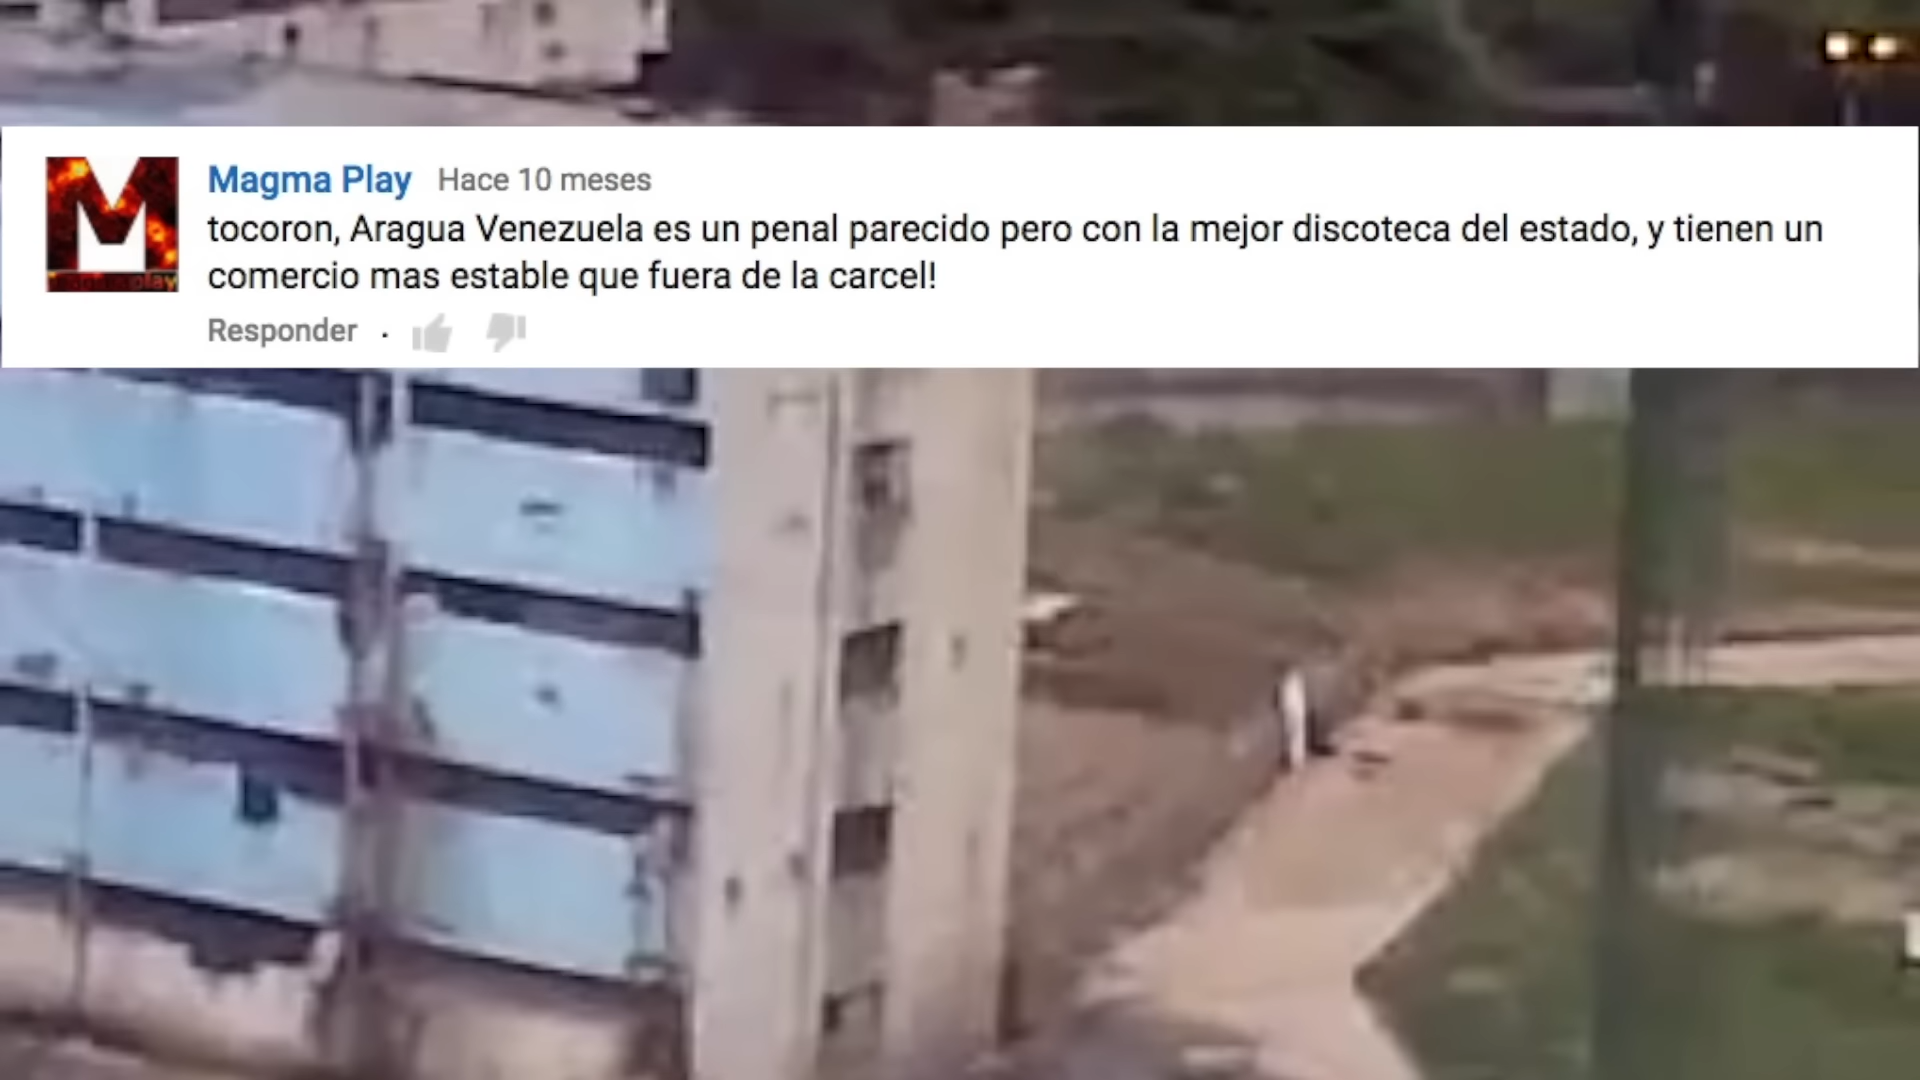 Magma Play Hace 10 meses
tocoron, Aragua Venezuela es un penal parecido pero con la mejor discoteca del estado, y tienen un
comercio mas estable que fuera de la carcel!
Responder .